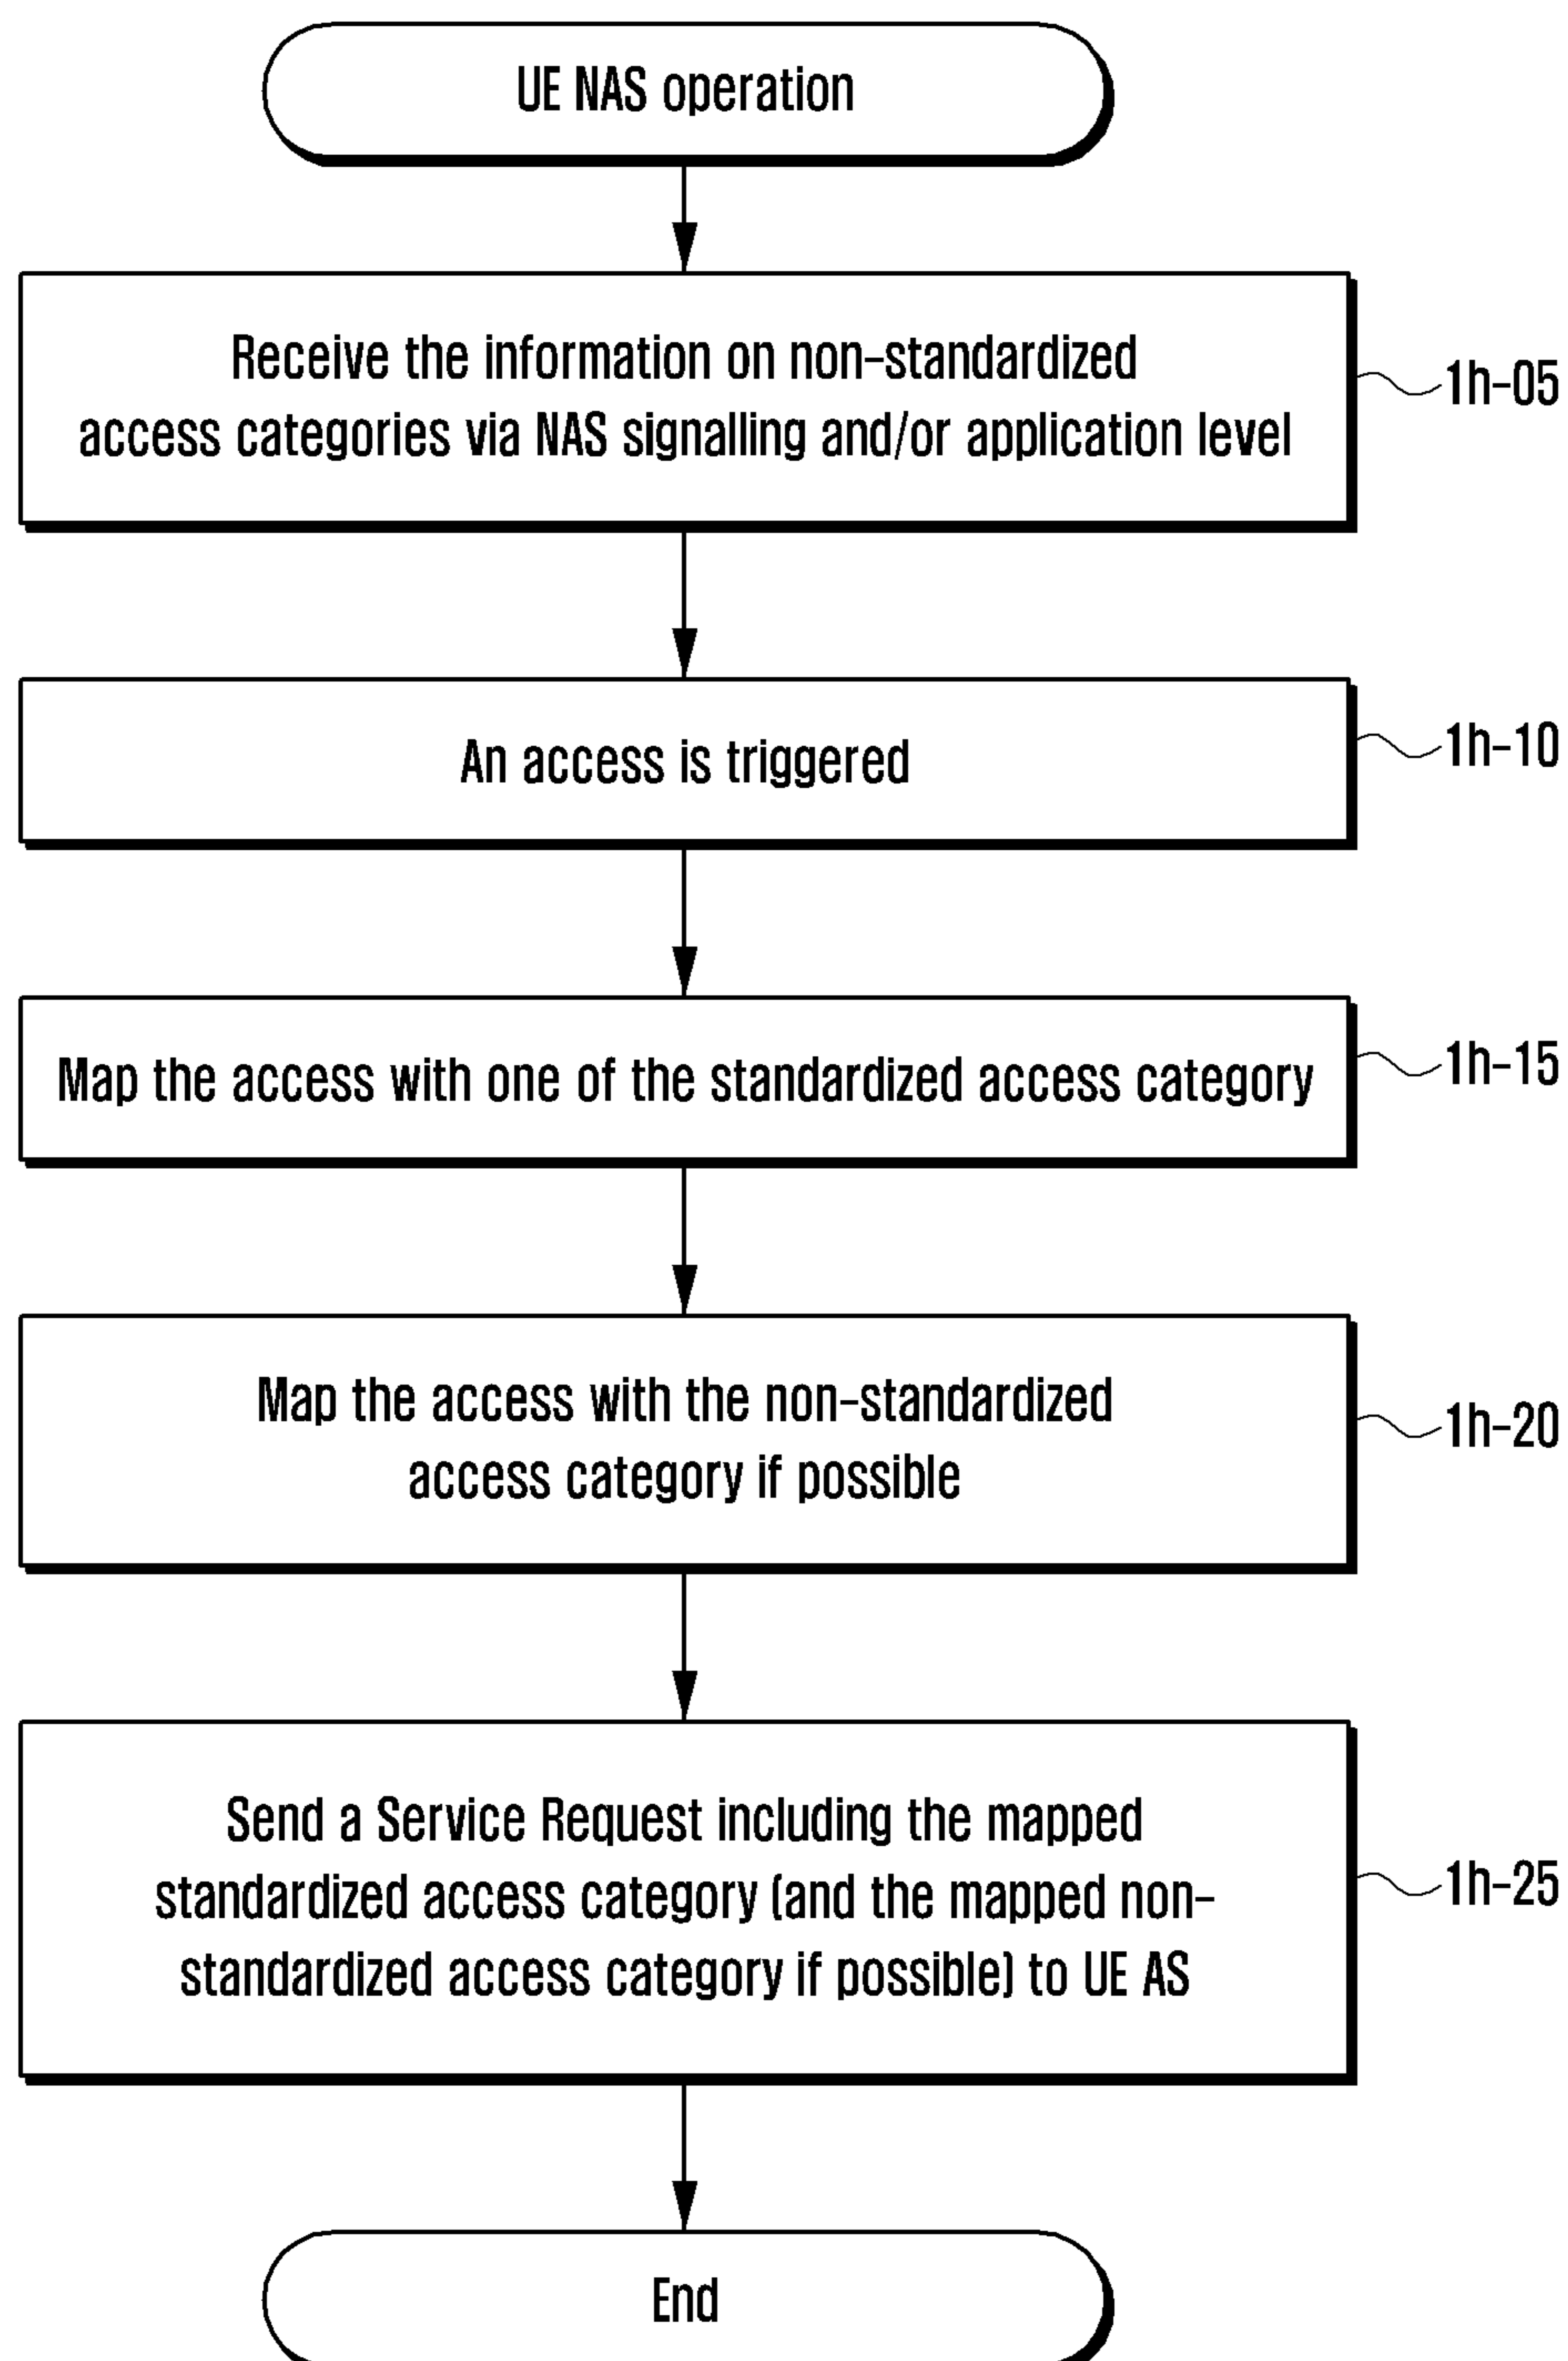 UE NAS operation
Receive the information on non-standardized
access categories via NAS signalling and/or application level
1h-05
An access is triggered
1h-10
Map the access with one of the standardized access category
1h-15
Map the access with the non-standardized
access category if possible
1h-20
Send a Service Request including the mapped
standardized access category (and the mapped non-
standardized access category if possible) to UE AS
1h-25
End